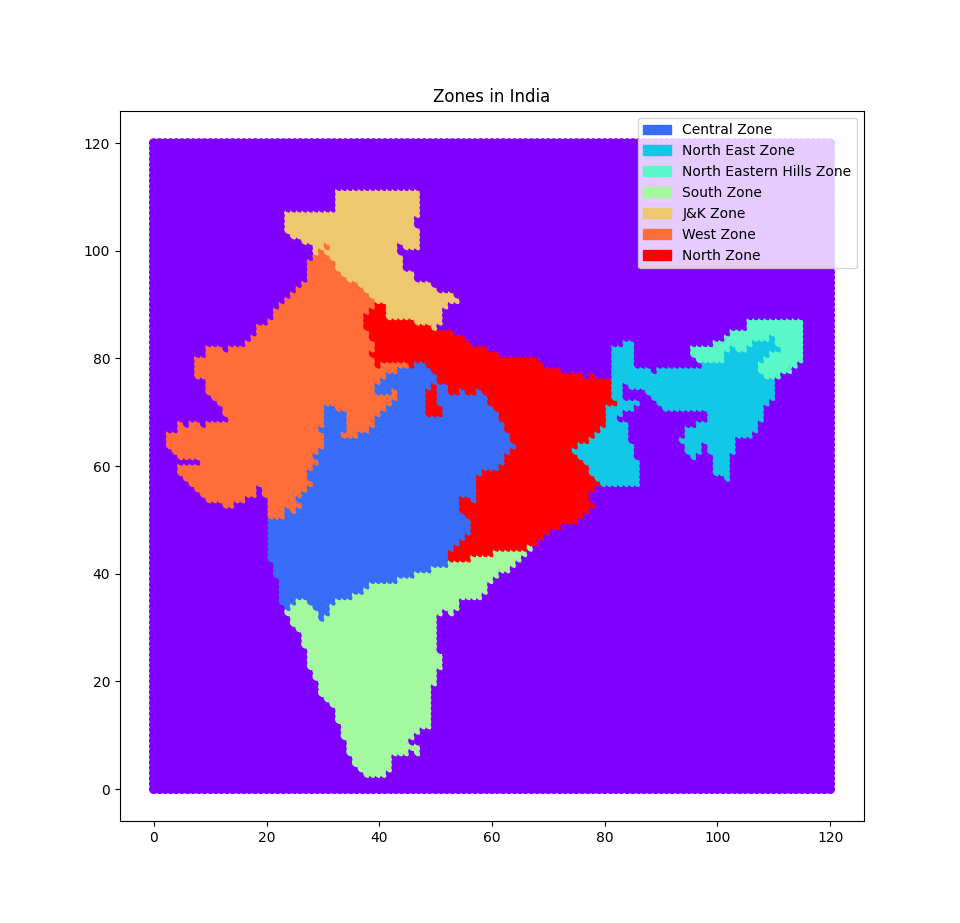 Zones in India
Central Zone
North East Zone
North Eastern Hills Zone
South Zone
J&K Zone
West Zone
North Zone
120
100
80
60
40
20
0
0 20 40 60 80 100 120